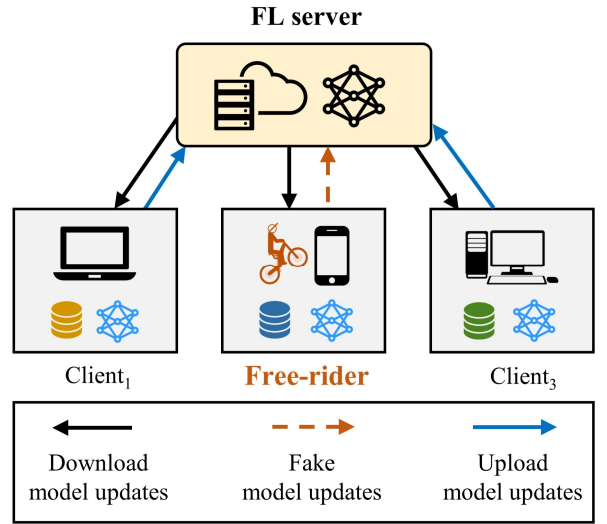 FL server
Client₁
Free-rider
Client₃
Download
model updates
Fake
model updates
Upload
model updates